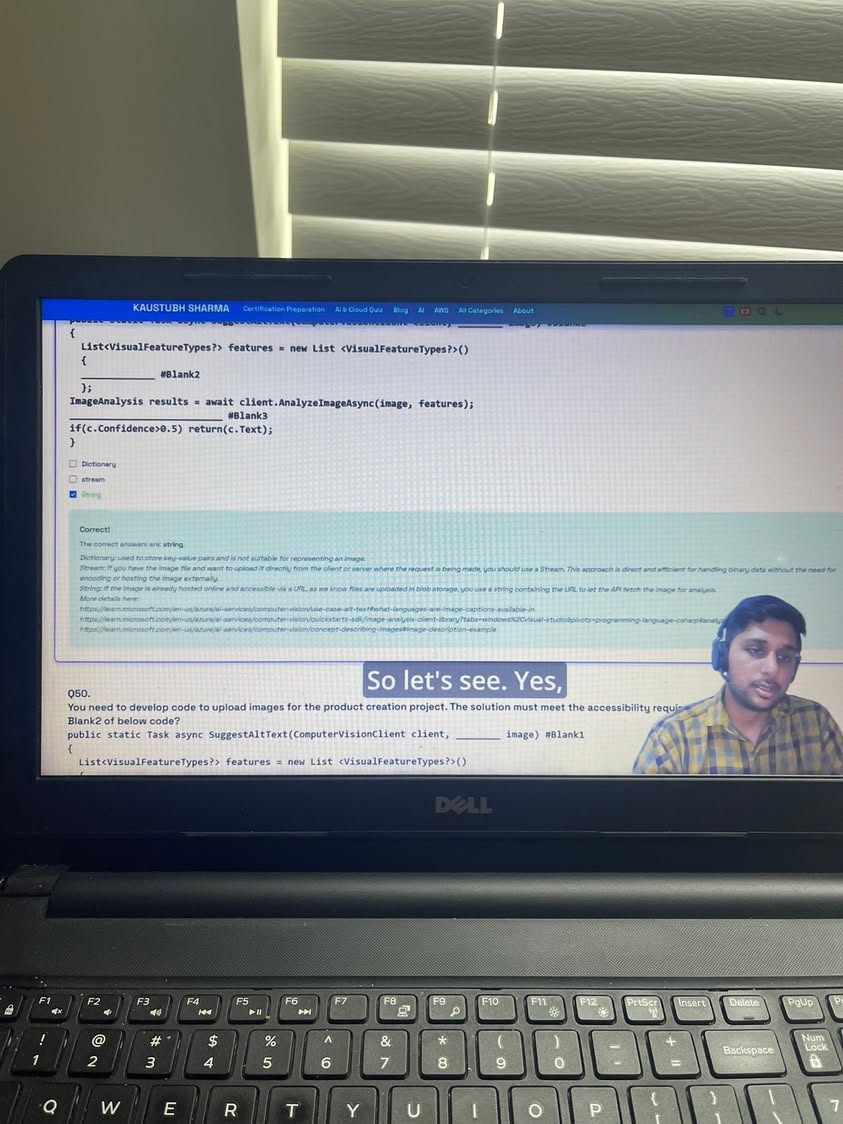 KAUSTUBH SHARMA Certification Preparation AI & Cloud Quiz Blog AI AWS All Categories About
public static Task async SuggestAltText(ComputerVisionClient client, ________ image) #Blank1
{
List<VisualFeatureTypes?> features = new List <VisualFeatureTypes?>()
{
____________ #Blank2
};
ImageAnalysis results = await client.AnalyzeImageAsync(image, features);
________________________ #Blank3
if(c.Confidence>0.5) return(c.Text);
}
Dictionary
stream
String
Correct!
The correct answers are: string.
Dictionary: used to store key-value pairs and is not suitable for representing an image.
Stream: If you have the image file and want to upload it directly from the client or server where the request is being made, you should use a Stream. This approach is direct and efficient for handling binary data without the need for
encoding or hosting the image externally.
String: If the image is already hosted online and accessible via a URL, as we know files are uploaded in blob storage, you use a string containing the URL to let the API fetch the image for analysis.
More details here:
https://learn.microsoft.com/en-us/azure/ai-services/computer-vision/use-case-alt-text#what-languages-are-image-captions-available-in
https://learn.microsoft.com/en-us/azure/ai-services/computer-vision/quickstarts-sdk/image-analysis-client-library?tabs=windows%2Cvisual-studio&pivots=programming-language-csharp#analyz
https://learn.microsoft.com/en-us/azure/ai-services/computer-vision/concept-describing-images#image-description-example
So let's see. Yes,
Q50.
You need to develop code to upload images for the product creation project. The solution must meet the accessibility requi
Blank2 of below code?
public static Task async SuggestAltText(ComputerVisionClient client, ________ image) #Blank1
{
List<VisualFeatureTypes?> features = new List <VisualFeatureTypes?>()
DELL
F1 F2 F3 F4 F5 F6 F7 F8 F9 F10 F11 F12 PrtScr Insert Delete PgUp
! @ # $ % ^ & * ( ) _ + Backspace Num Lock
1 2 3 4 5 6 7 8 9 0 - =
Q W E R T Y U I O P { } | 7
[ ] \